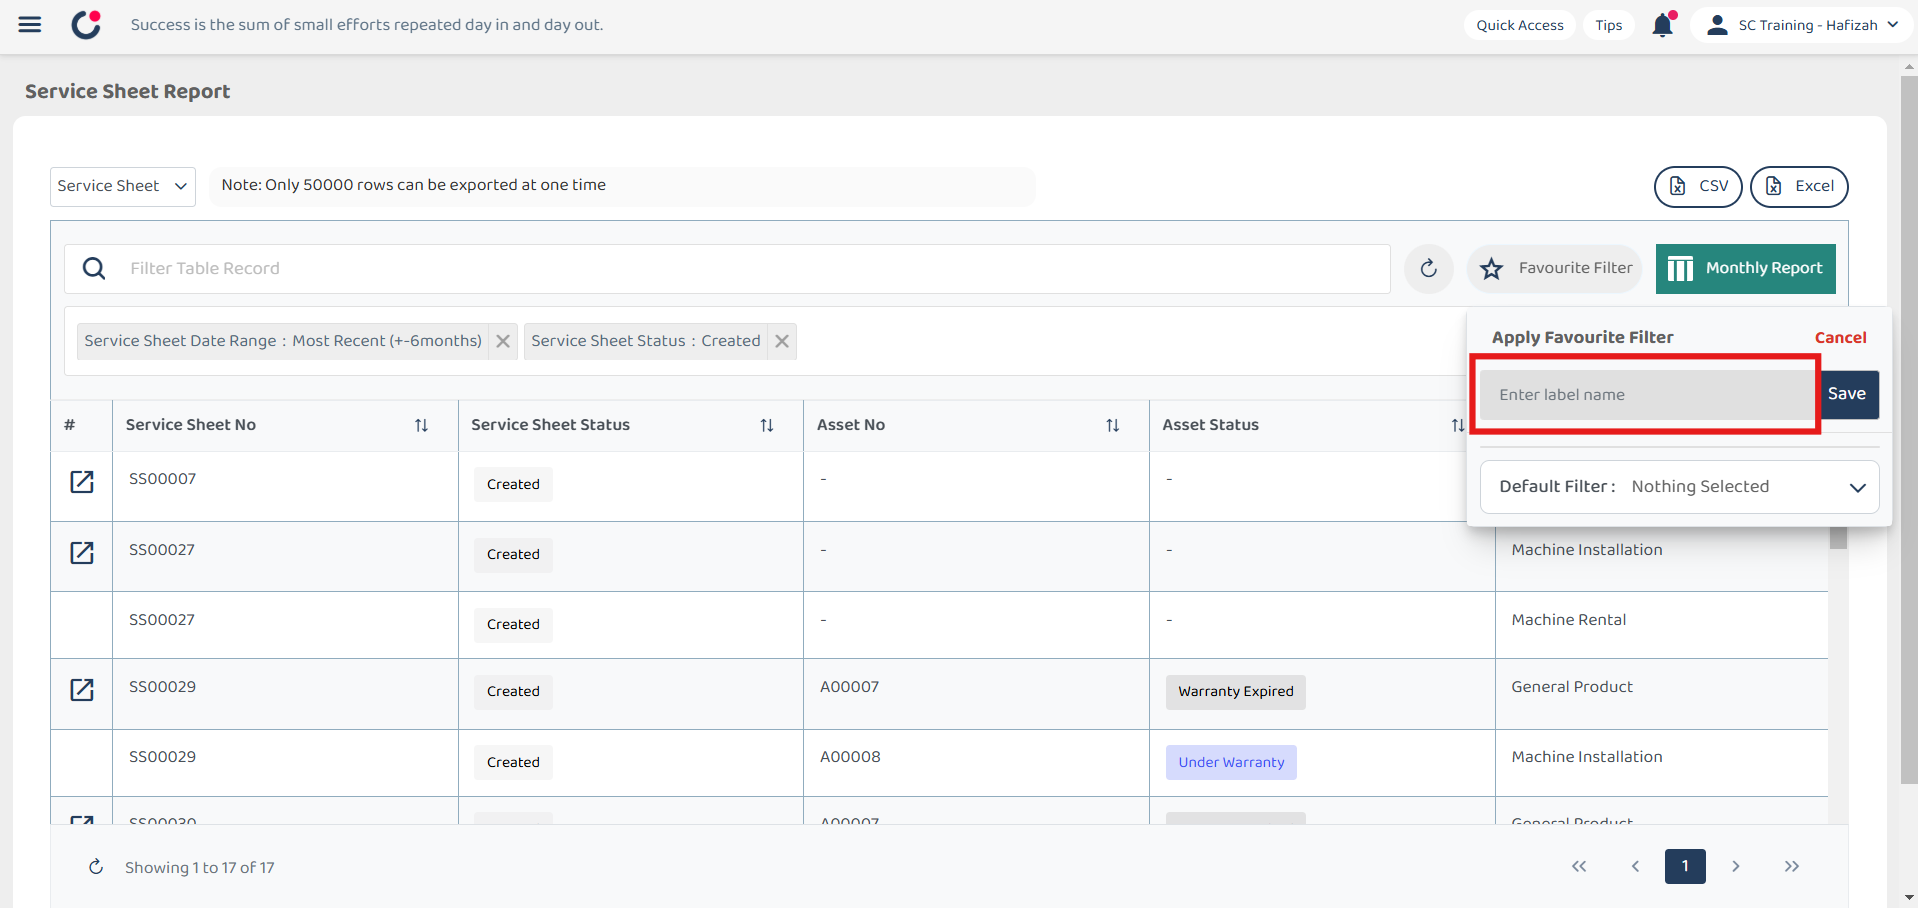 Success is the sum of small efforts repeated day in and day out.
Quick Access
Tips
SC Training - Hafizah
Service Sheet Report
Service Sheet
Note: Only 50000 rows can be exported at one time
CSV
Excel
Filter Table Record
Favourite Filter
Monthly Report
Service Sheet Date Range : Most Recent (+-6months)
Service Sheet Status : Created
Apply Favourite Filter
Cancel
Enter label name
Save
Default Filter : Nothing Selected
# Service Sheet No Service Sheet Status Asset No Asset Status
SS00007 Created - -
SS00027 Created - - Machine Installation
SS00027 Created - - Machine Rental
SS00029 Created A00007 Warranty Expired General Product
SS00029 Created A00008 Under Warranty Machine Installation
SS00030 A00007 General Product
Showing 1 to 17 of 17
1